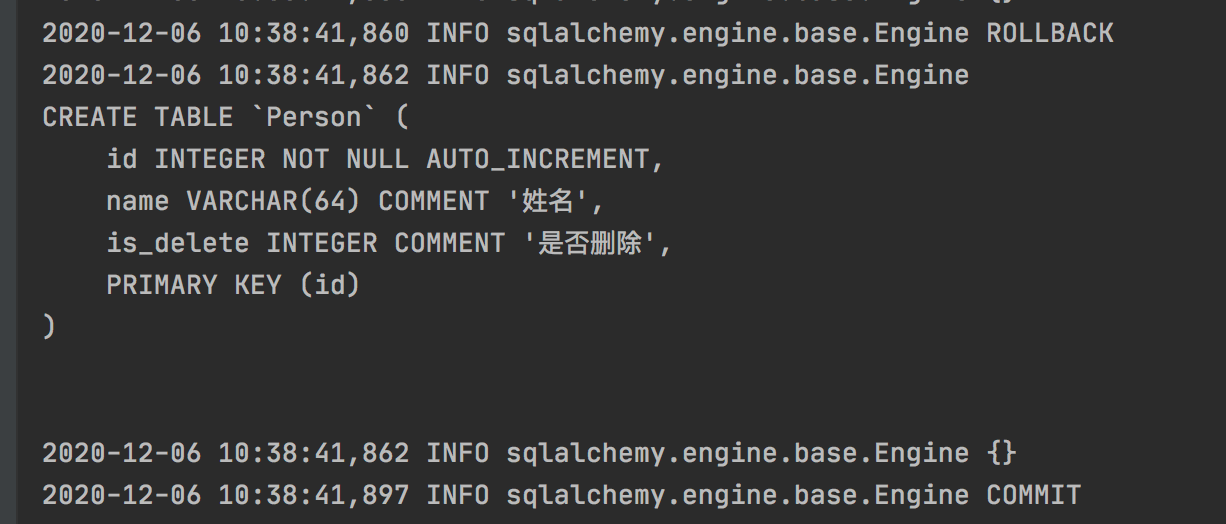 2020-12-06 10:38:41,860 INFO sqlalchemy.engine.base.Engine ROLLBACK
2020-12-06 10:38:41,862 INFO sqlalchemy.engine.base.Engine
CREATE TABLE `Person` (
    id INTEGER NOT NULL AUTO_INCREMENT,
    name VARCHAR(64) COMMENT '姓名',
    is_delete INTEGER COMMENT '是否删除',
    PRIMARY KEY (id)
)
2020-12-06 10:38:41,862 INFO sqlalchemy.engine.base.Engine {}
2020-12-06 10:38:41,897 INFO sqlalchemy.engine.base.Engine COMMIT